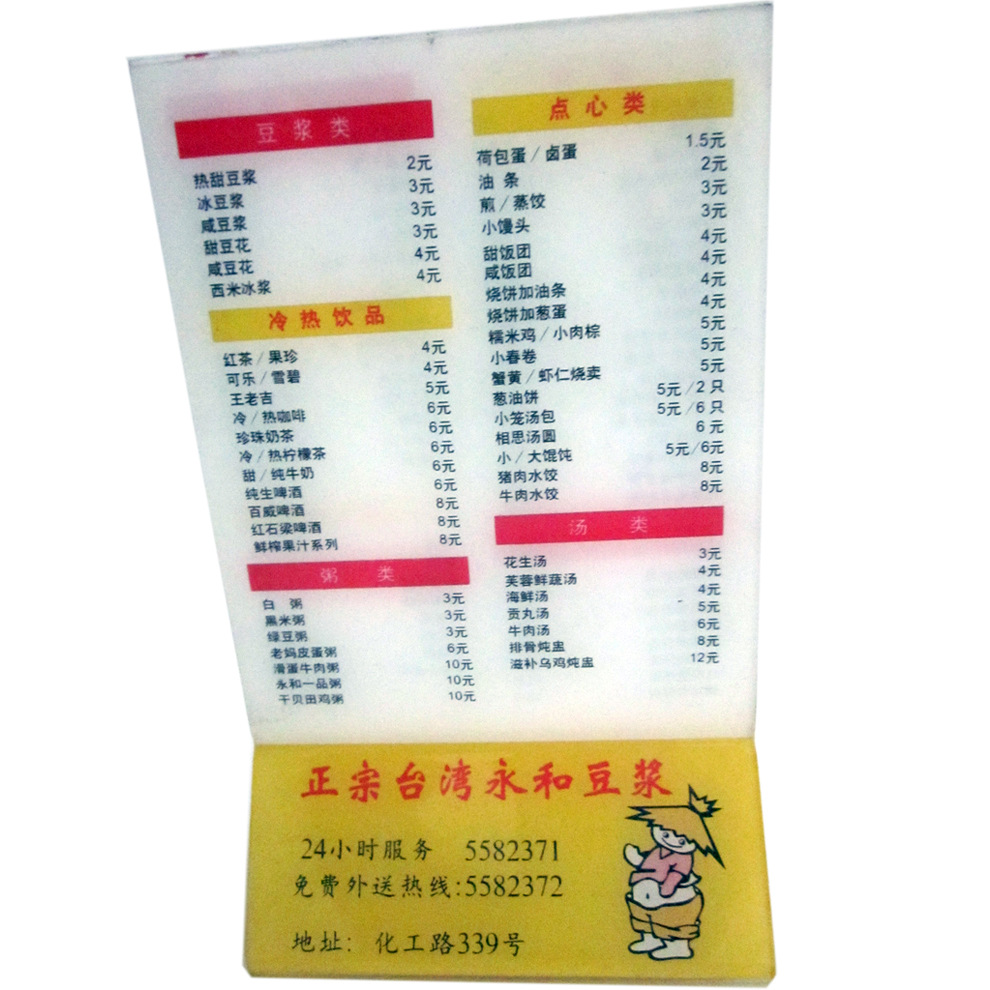 豆浆类
热甜豆浆 2元
冰豆浆 3元
咸豆浆 3元
甜豆花 3元
咸豆花 4元
西米冰浆 4元
冷热饮品
红茶/果珍 4元
可乐/雪碧 4元
王老吉 5元
冷/热咖啡 6元
珍珠奶茶 6元
冷/热柠檬茶 6元
甜/纯牛奶 6元
纯生啤酒 6元
百威啤酒 8元
红石梁啤酒 8元
鲜榨果汁系列 8元
粥类
白粥 3元
黑米粥 3元
绿豆粥 3元
老妈皮蛋粥 6元
滑蛋牛肉粥 10元
永和一品粥 10元
干贝田鸡粥 10元
点心类
荷包蛋/卤蛋 1.5元
油条 2元
煎/蒸饺 3元
小馒头 3元
甜饭团 4元
咸饭团 4元
烧饼加油条 4元
烧饼加葱蛋 4元
糯米鸡/小肉棕 5元
小春卷 5元
蟹黄/虾仁烧卖 5元
葱油饼 5元/2只
小笼汤包 5元/6只
相思汤圆 6元
小/大馄饨 5元/6元
猪肉水饺 8元
牛肉水饺 8元
汤类
花生汤 3元
芙蓉鲜蔬汤 4元
海鲜汤 4元
贡丸汤 5元
牛肉汤 6元
排骨炖盅 8元
滋补乌鸡炖盅 12元
正宗台湾永和豆浆
24小时服务 5582371
免费外送热线:5582372
地址: 化工路339号